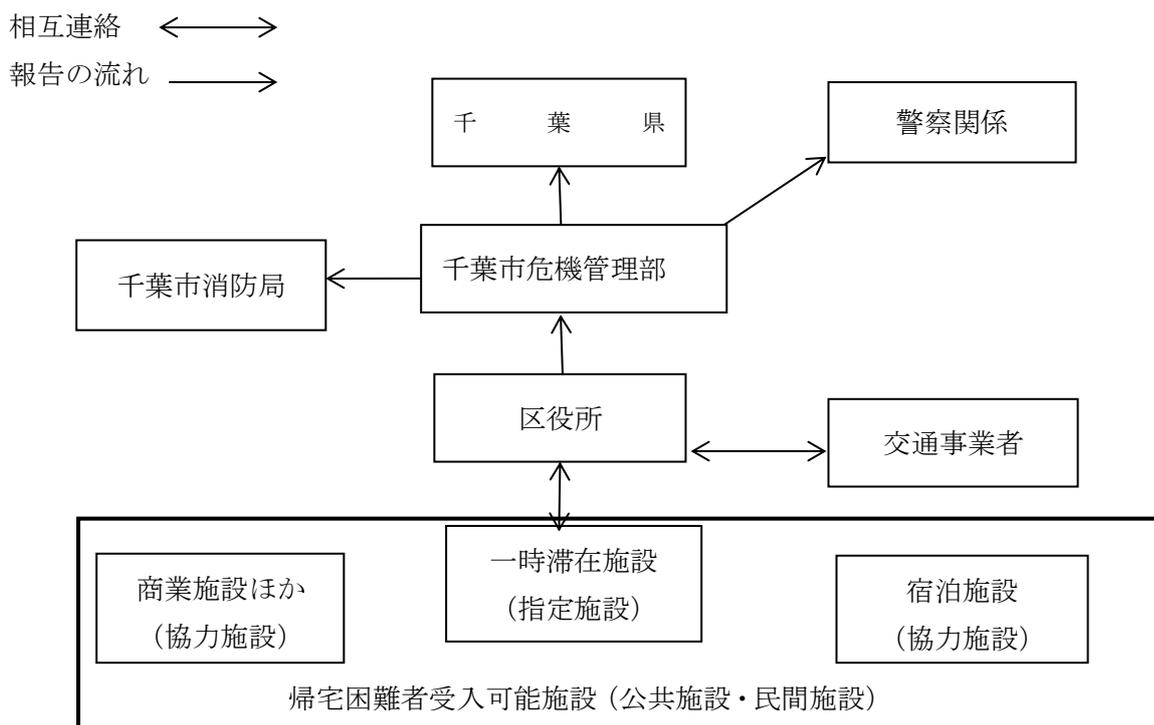 相互連絡
報告の流れ
千　葉　県
警察関係
千葉市消防局
千葉市危機管理部
区役所
交通事業者
商業施設ほか
（協力施設）
一時滞在施設
（指定施設）
宿泊施設
（協力施設）
帰宅困難者受入可能施設（公共施設・民間施設）